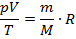 pV/T = m/M · R